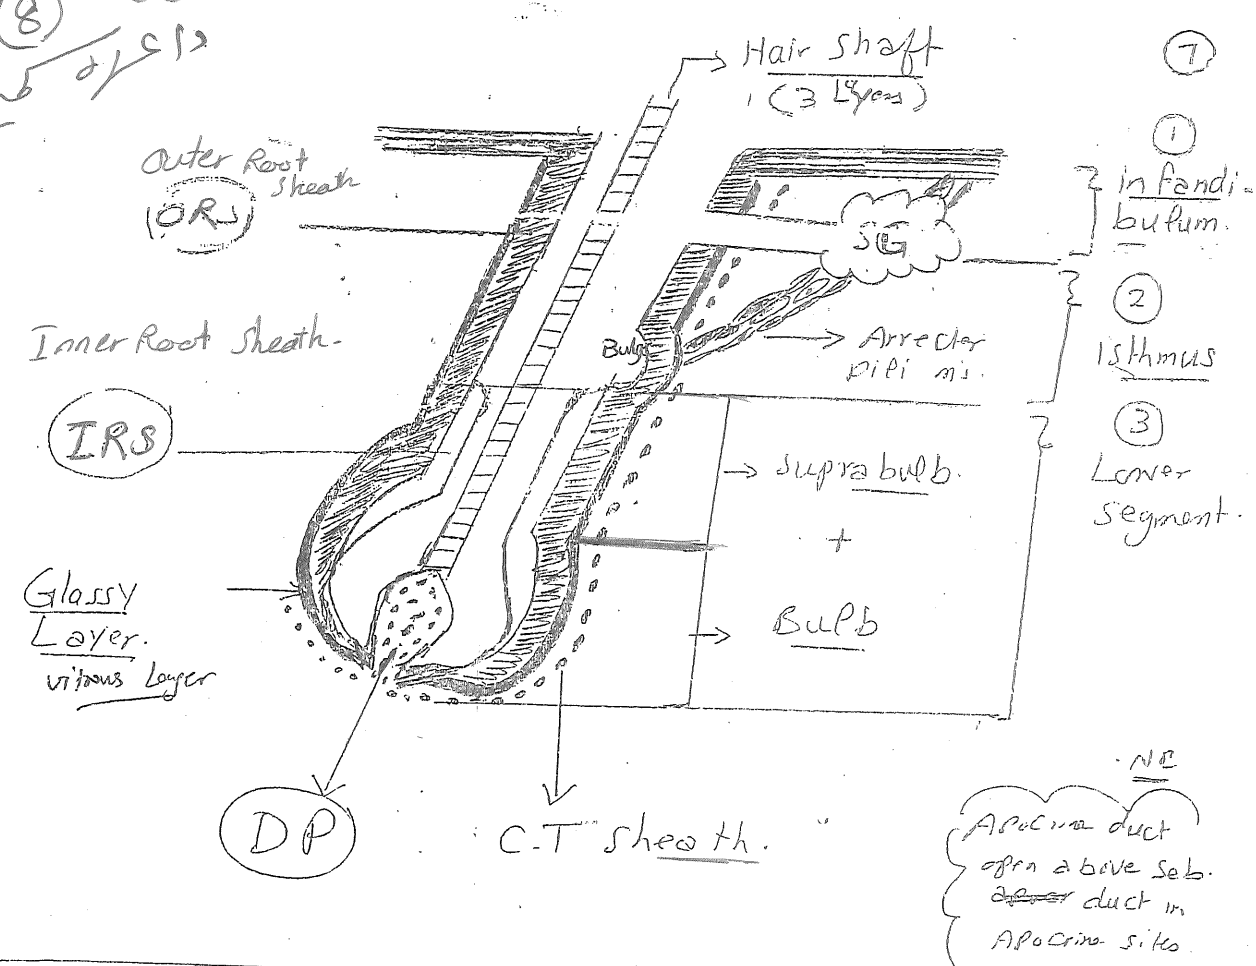 8
Hair shaft
(3 Layers)
7
Outer Root
sheath
(ORS)
SG
1
infandi-
bulum.
Inner Root sheath.
IRS
Bulge
Arrector
pili ms.
2
Isthmus
3
Lower
segment.
suprabulb.
+
Bulb
Glassy
Layer.
vitrous Layer
DP
C.T sheath.
NB
Apocrine duct
open above seb.
duct in
Apocrine sites